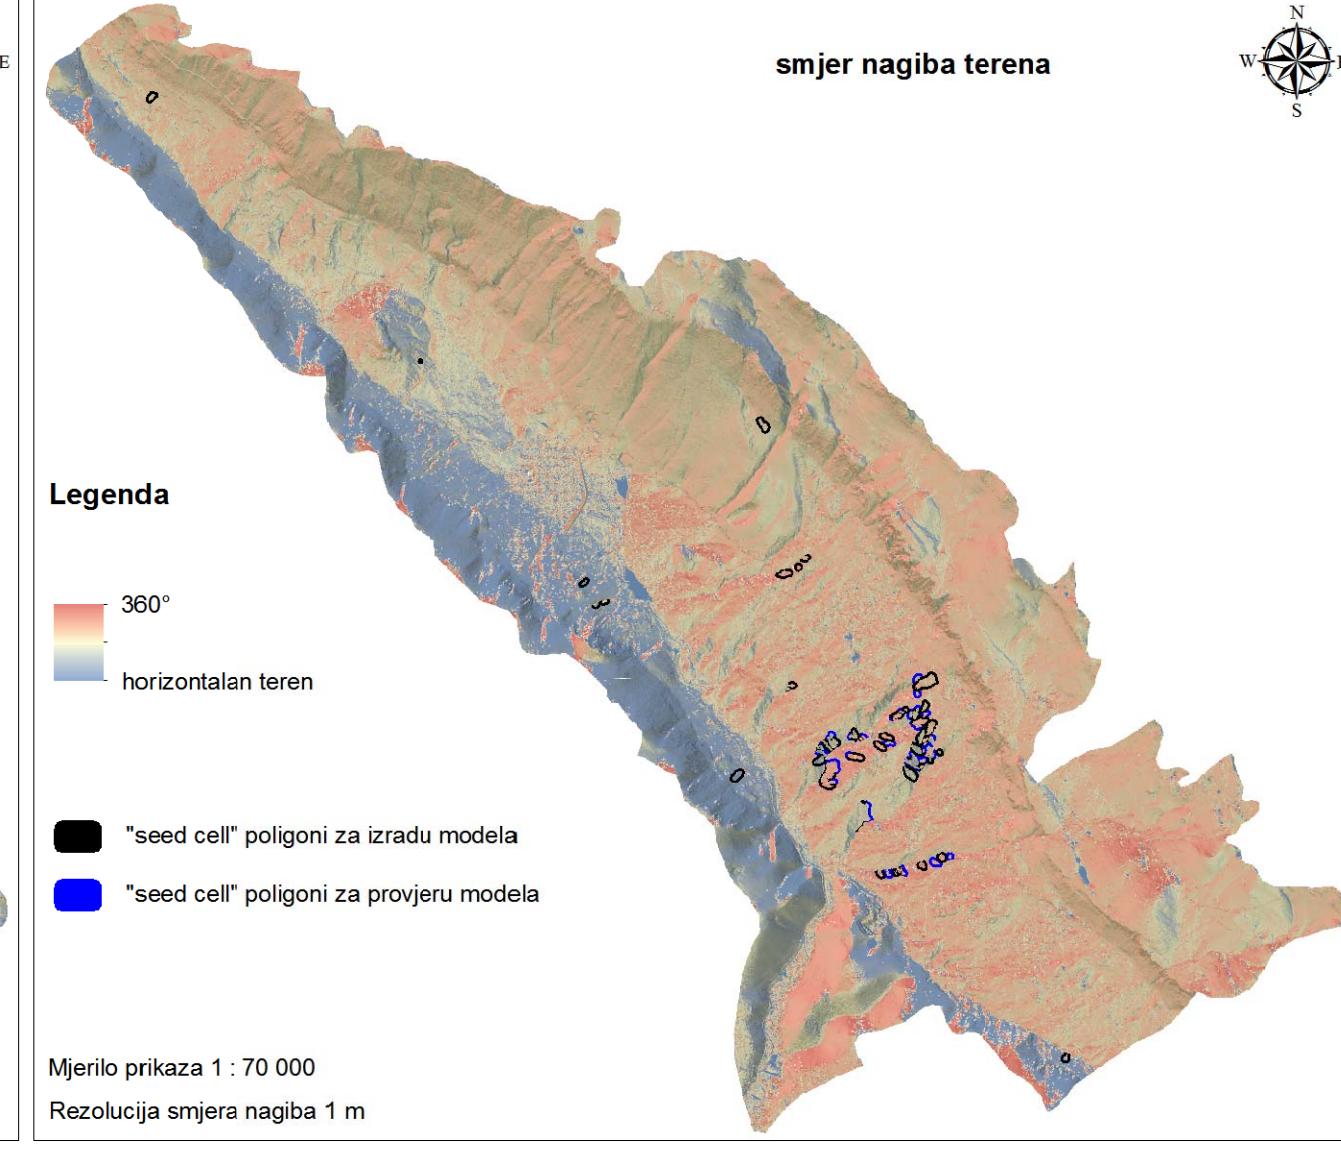 E
smjer nagiba terena
N
W
E
S
Legenda
360°
horizontalan teren
"seed cell" poligoni za izradu modela
"seed cell" poligoni za provjeru modela
Mjerilo prikaza 1 : 70 000
Rezolucija smjera nagiba 1 m